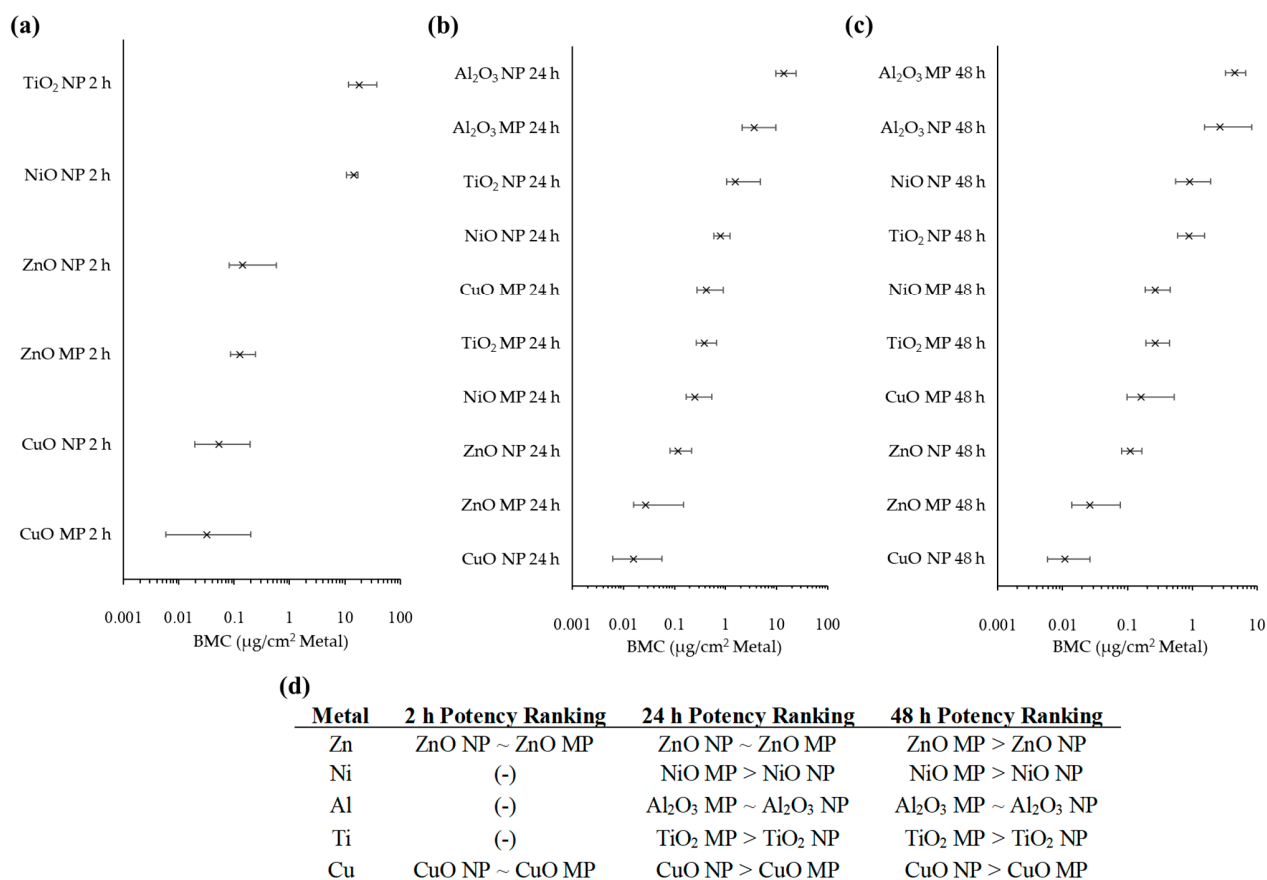 (a)
TiO₂ NP 2 h
NiO NP 2 h
ZnO NP 2 h
ZnO MP 2 h
CuO NP 2 h
CuO MP 2 h
0.001 0.01 0.1 1 10 100
BMC (µg/cm² Metal)
(b)
Al₂O₃ NP 24 h
Al₂O₃ MP 24 h
TiO₂ NP 24 h
NiO NP 24 h
CuO MP 24 h
TiO₂ MP 24 h
NiO MP 24 h
ZnO NP 24 h
ZnO MP 24 h
CuO NP 24 h
0.001 0.01 0.1 1 10 100
BMC (µg/cm² Metal)
(c)
Al₂O₃ MP 48 h
Al₂O₃ NP 48 h
NiO NP 48 h
TiO₂ NP 48 h
NiO MP 48 h
TiO₂ MP 48 h
CuO MP 48 h
ZnO NP 48 h
ZnO MP 48 h
CuO NP 48 h
0.001 0.01 0.1 1 10
BMC (µg/cm² Metal)
(d)
Metal 2 h Potency Ranking 24 h Potency Ranking 48 h Potency Ranking
Zn ZnO NP ~ ZnO MP ZnO NP ~ ZnO MP ZnO MP > ZnO NP
Ni (-) NiO MP > NiO NP NiO MP > NiO NP
Al (-) Al₂O₃ MP ~ Al₂O₃ NP Al₂O₃ MP ~ Al₂O₃ NP
Ti (-) TiO₂ MP > TiO₂ NP TiO₂ MP > TiO₂ NP
Cu CuO NP ~ CuO MP CuO NP > CuO MP CuO NP > CuO MP